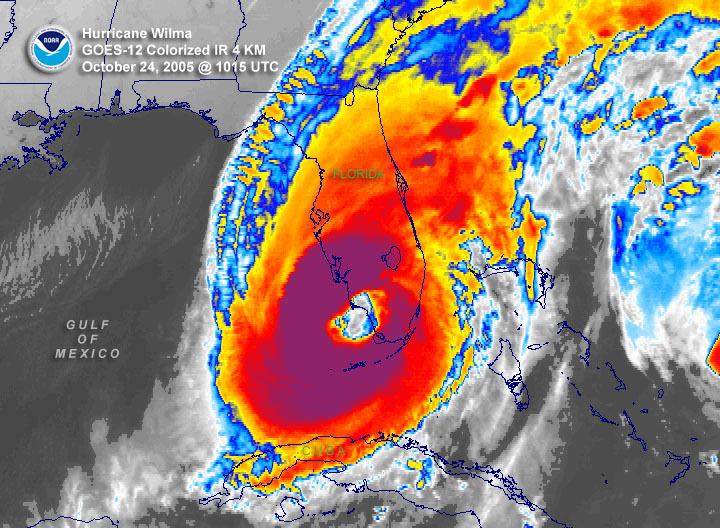 NOAA
Hurricane Wilma
GOES-12 Colorized IR 4 KM
October 24, 2005 @ 1015 UTC
FLORIDA
GULF
OF
MEXICO
CUBA